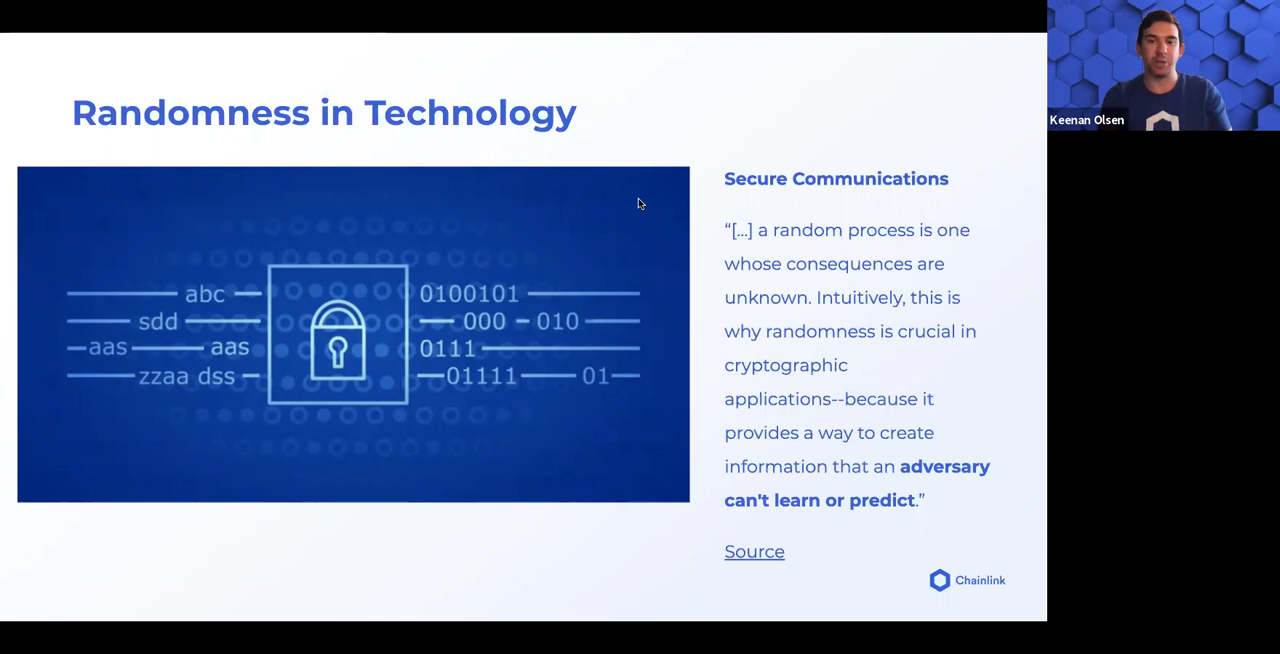 Randomness in Technology
Keenan Olsen
Secure Communications
“[...] a random process is one
whose consequences are
unknown. Intuitively, this is
why randomness is crucial in
cryptographic
applications--because it
provides a way to create
information that an adversary
can't learn or predict.”
Source
Chainlink
abc 0100101
sdd 000 010
aas aas 0111
zzaa dss 01111 01